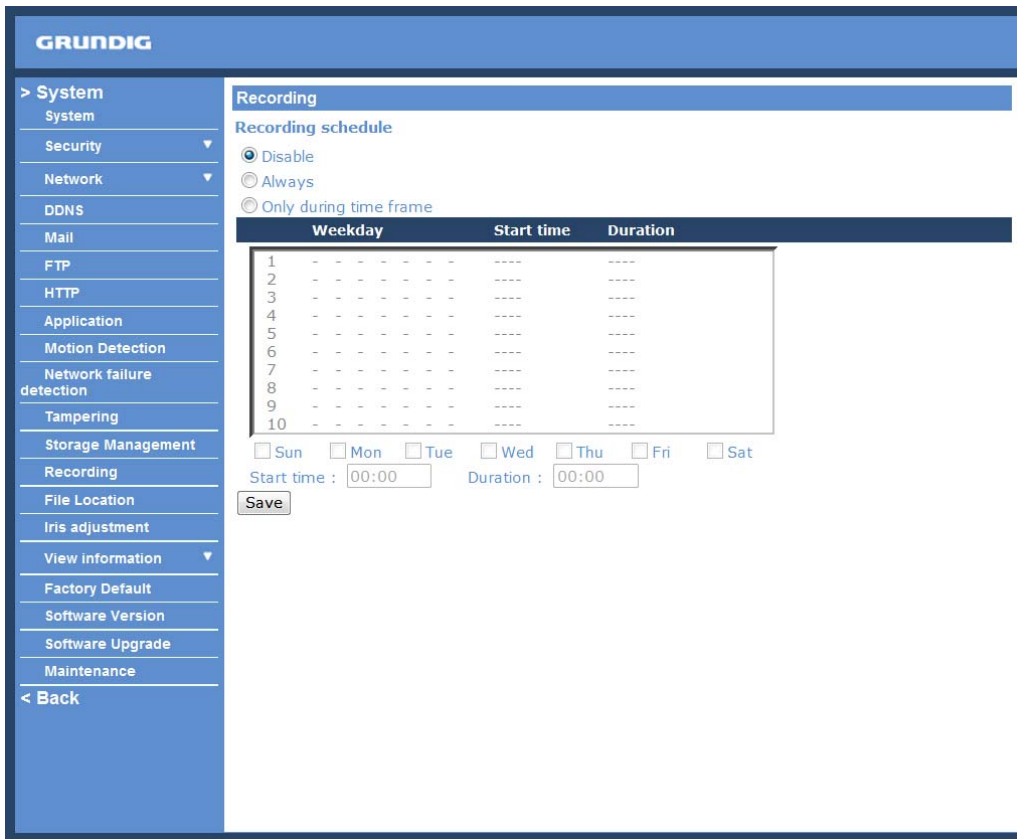 GRUNDIG
> System
System
Security
Network
DDNS
Mail
FTP
HTTP
Application
Motion Detection
Network failure
detection
Tampering
Storage Management
Recording
File Location
Iris adjustment
View information
Factory Default
Software Version
Software Upgrade
Maintenance
< Back
Recording
Recording schedule
Disable
Always
Only during time frame
Weekday Start time Duration
1 - - - - - - - ---- ----
2 - - - - - - - ---- ----
3 - - - - - - - ---- ----
4 - - - - - - - ---- ----
5 - - - - - - - ---- ----
6 - - - - - - - ---- ----
7 - - - - - - - ---- ----
8 - - - - - - - ---- ----
9 - - - - - - - ---- ----
10 - - - - - - - ---- ----
Sun Mon Tue Wed Thu Fri Sat
Start time : 00:00 Duration : 00:00
Save